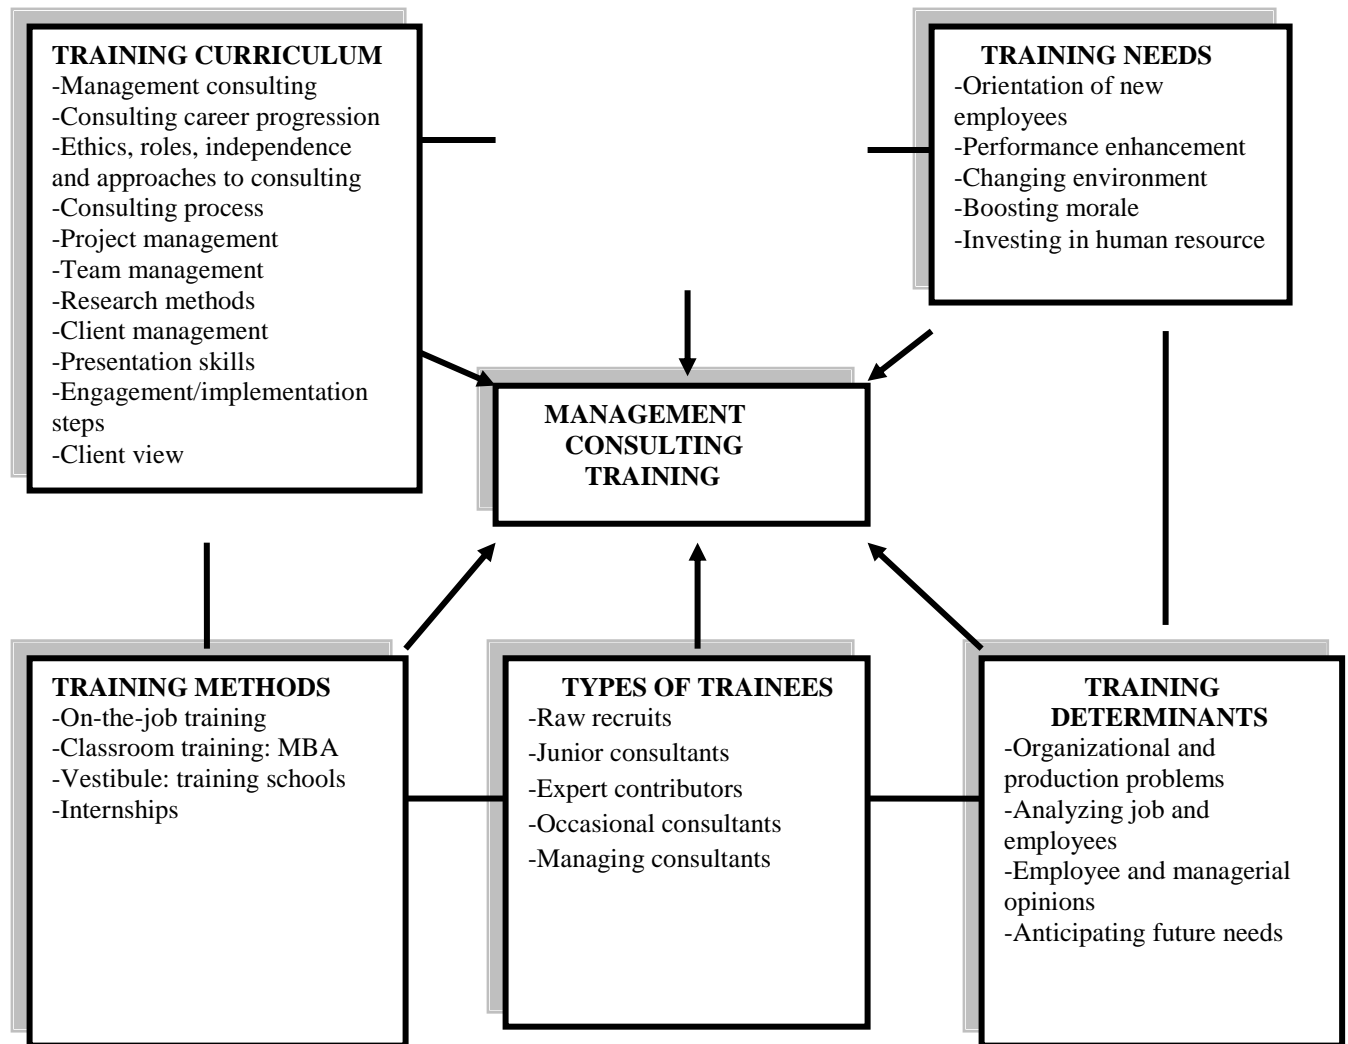 TRAINING CURRICULUM
-Management consulting
-Consulting career progression
-Ethics, roles, independence
and approaches to consulting
-Consulting process
-Project management
-Team management
-Research methods
-Client management
-Presentation skills
-Engagement/implementation
steps
-Client view
TRAINING NEEDS
-Orientation of new
employees
-Performance enhancement
-Changing environment
-Boosting morale
-Investing in human resource
MANAGEMENT
CONSULTING
TRAINING
TRAINING METHODS
-On-the-job training
-Classroom training: MBA
-Vestibule: training schools
-Internships
TYPES OF TRAINEES
-Raw recruits
-Junior consultants
-Expert contributors
-Occasional consultants
-Managing consultants
TRAINING
DETERMINANTS
-Organizational and
production problems
-Analyzing job and
employees
-Employee and managerial
opinions
-Anticipating future needs